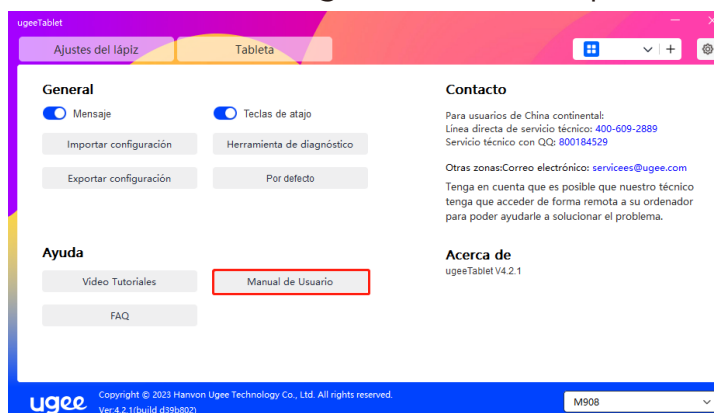 ugeeTablet
Ajustes del lápiz
Tableta
General
Mensaje
Teclas de atajo
Importar configuración
Herramienta de diagnóstico
Exportar configuración
Por defecto
Ayuda
Video Tutoriales
Manual de Usuario
FAQ
Contacto
Para usuarios de China continental:
Línea directa de servicio técnico: 400-609-2889
Servicio técnico con QQ: 800184529
Otras zonas:Correo electrónico: servicees@ugee.com
Tenga en cuenta que es posible que nuestro técnico
tenga que acceder de forma remota a su ordenador
para poder ayudarle a solucionar el problema.
Acerca de
ugeeTablet V4.2.1
ugee
Copyright © 2023 Hanvon Ugee Technology Co., Ltd. All rights reserved.
Ver:4.2.1(build d39b802)
M908